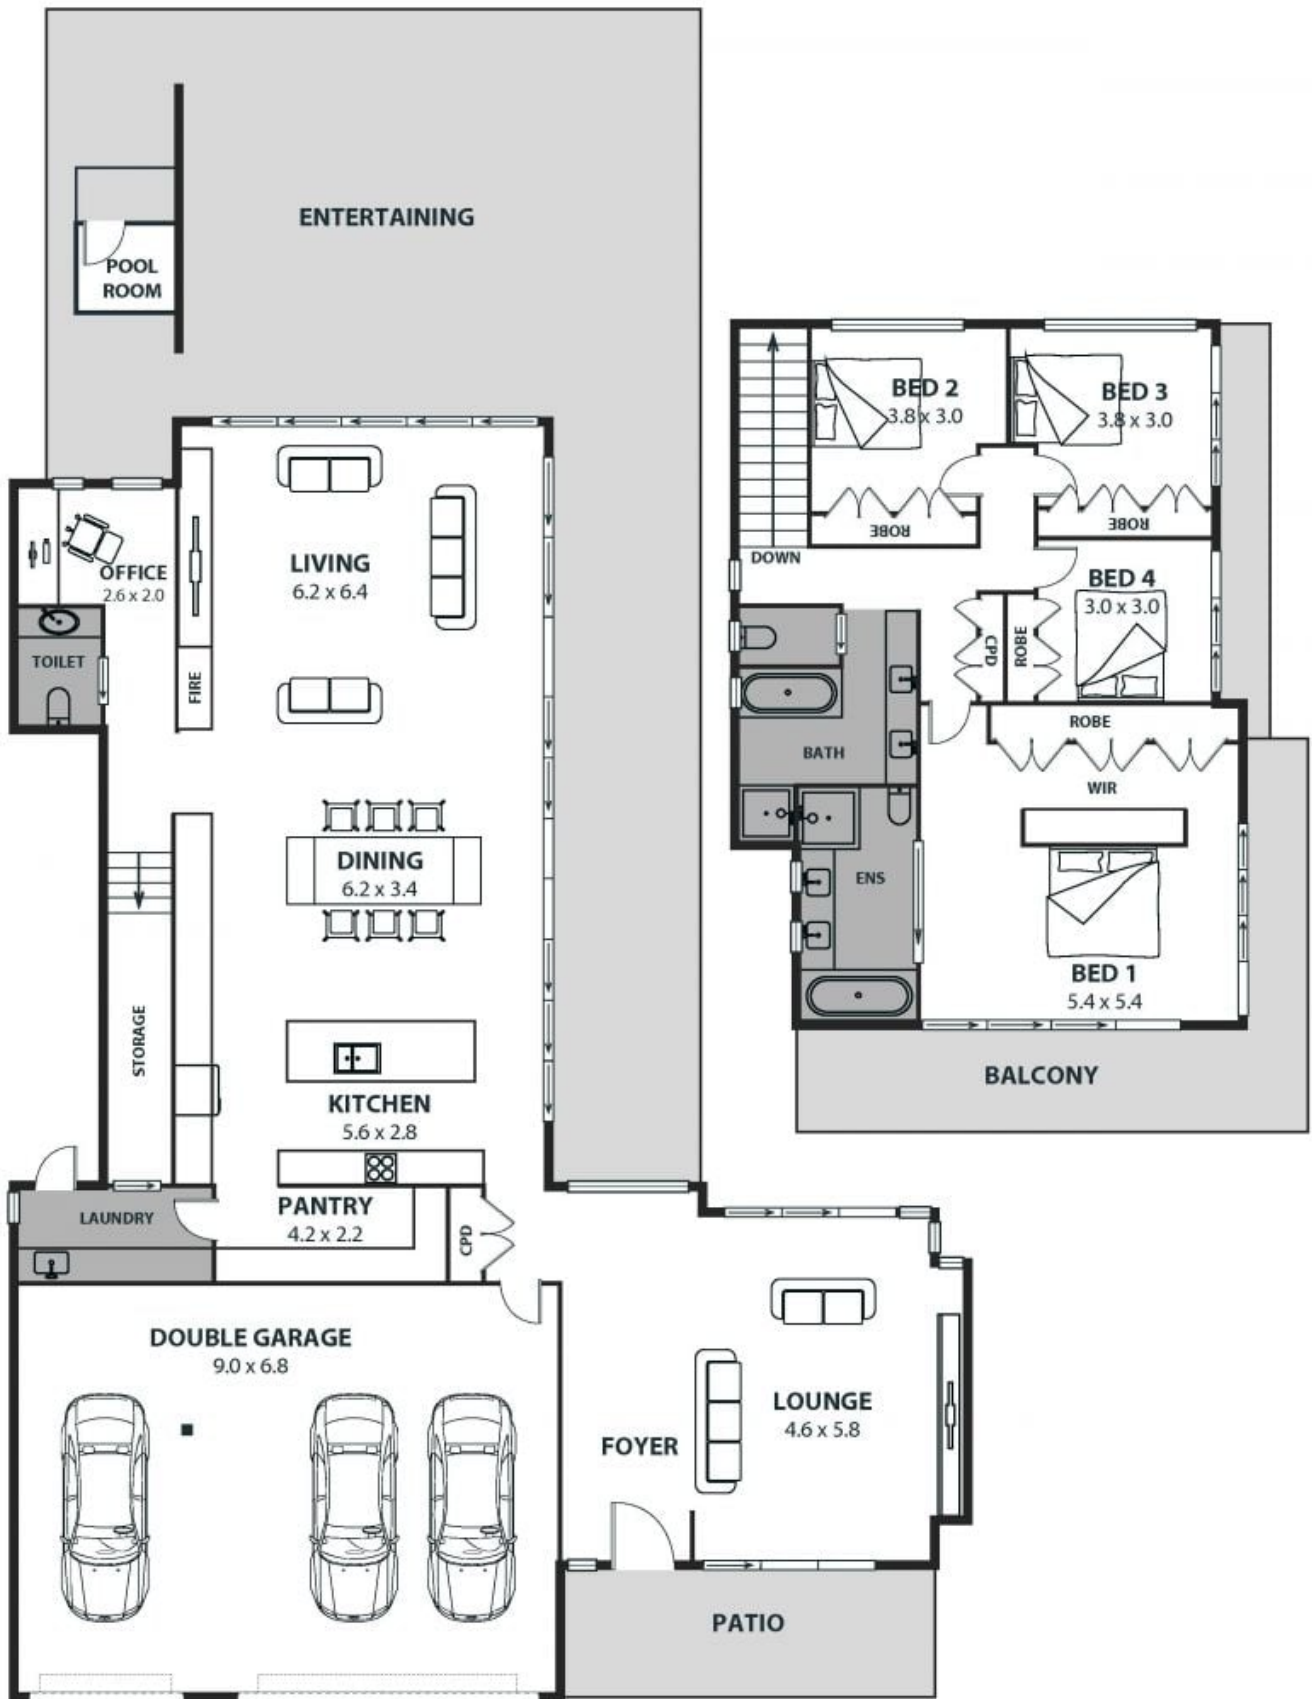 ENTERTAINING
POOL
ROOM
BED 2
3.8 x 3.0
BED 3
3.8 x 3.0
ROBE
ROBE
DOWN
LIVING
6.2 x 6.4
OFFICE
2.6 x 2.0
BED 4
3.0 x 3.0
TOILET
FIRE
CPD
ROBE
ROBE
BATH
WIR
DINING
6.2 x 3.4
ENS
BED 1
5.4 x 5.4
STORAGE
BALCONY
KITCHEN
5.6 x 2.8
PANTRY
4.2 x 2.2
LAUNDRY
CPD
DOUBLE GARAGE
9.0 x 6.8
LOUNGE
4.6 x 5.8
FOYER
PATIO